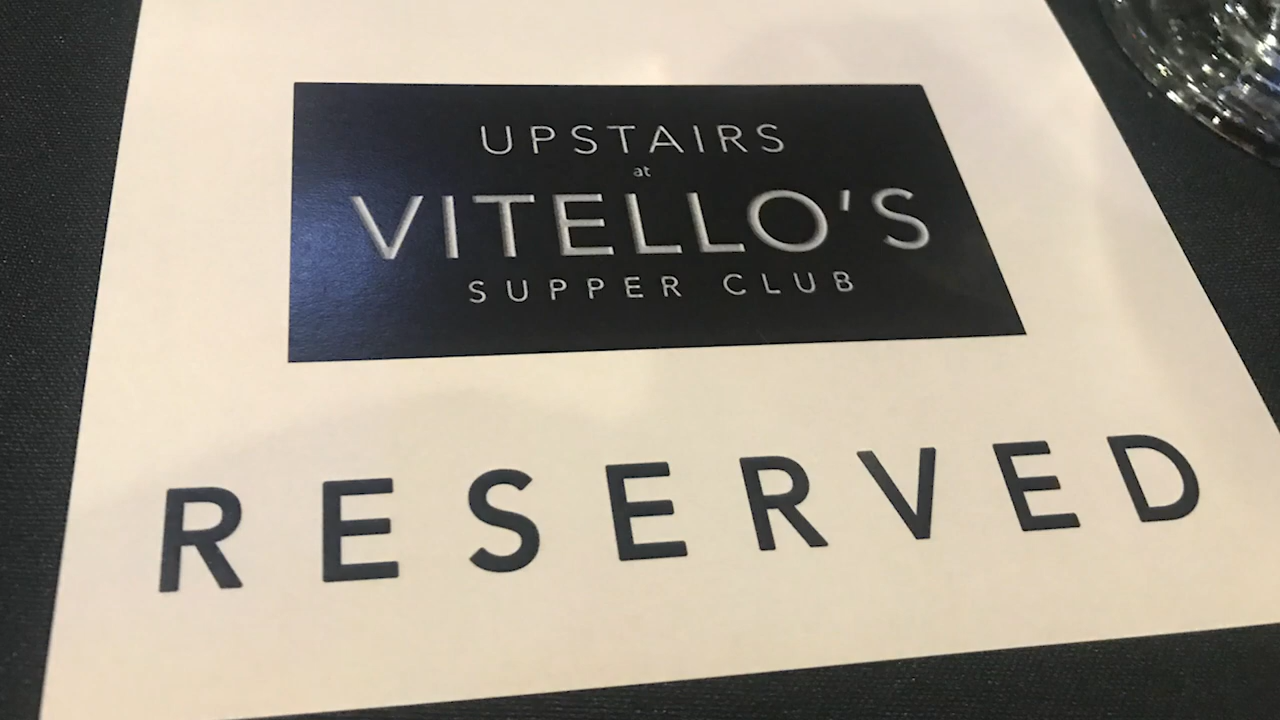 UPSTAIRS
at
VITELLO'S
SUPPER CLUB
RESERVED